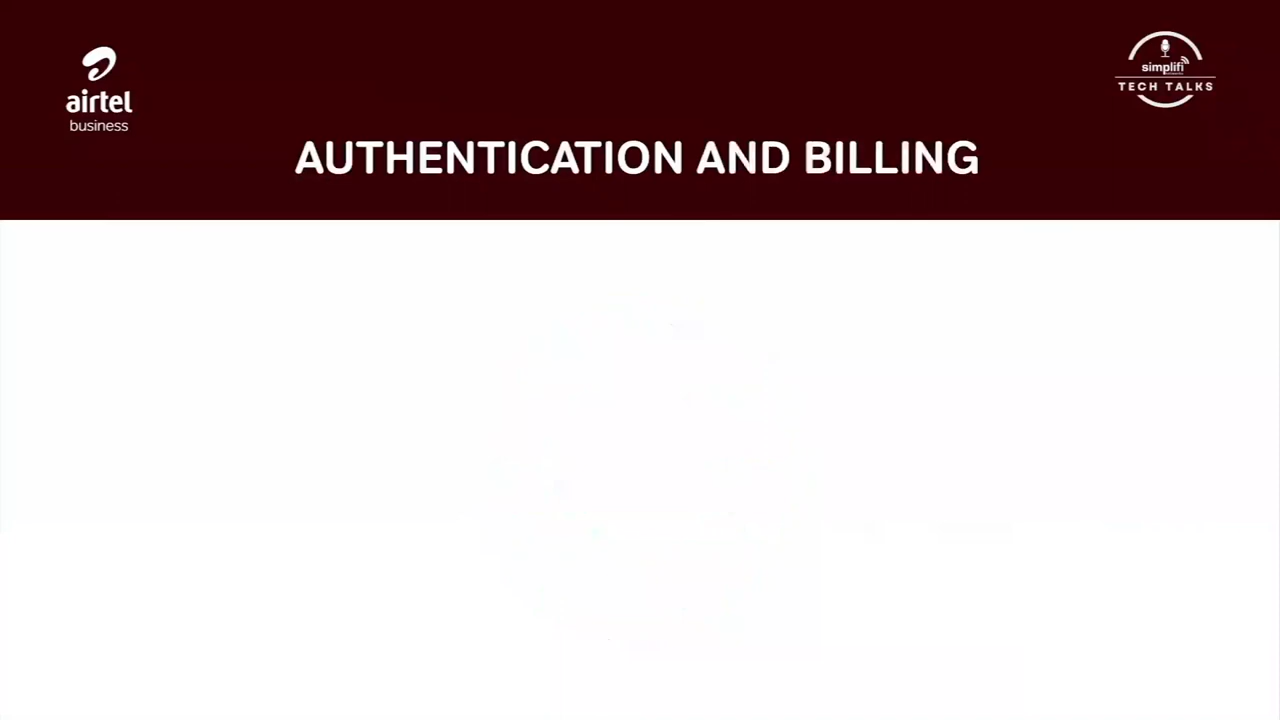 airtel
business
simplifi
TECH TALKS
AUTHENTICATION AND BILLING